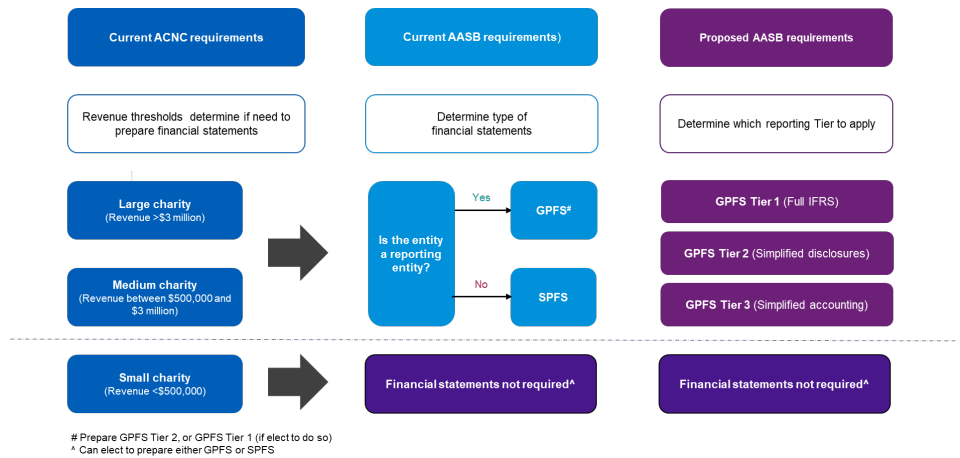 Current ACNC requirements
Current AASB requirements)
Proposed AASB requirements
Revenue thresholds determine if need to
prepare financial statements
Determine type of
financial statements
Determine which reporting Tier to apply
Large charity
(Revenue >$3 million)
Medium charity
(Revenue between $500,000 and
$3 million)
Is the entity
a reporting
entity?
Yes
GPFS#
No
SPFS
GPFS Tier 1 (Full IFRS)
GPFS Tier 2 (Simplified disclosures)
GPFS Tier 3 (Simplified accounting)
Small charity
(Revenue <$500,000)
Financial statements not required^
Financial statements not required^
# Prepare GPFS Tier 2, or GPFS Tier 1 (if elect to do so)
^ Can elect to prepare either GPFS or SPFS